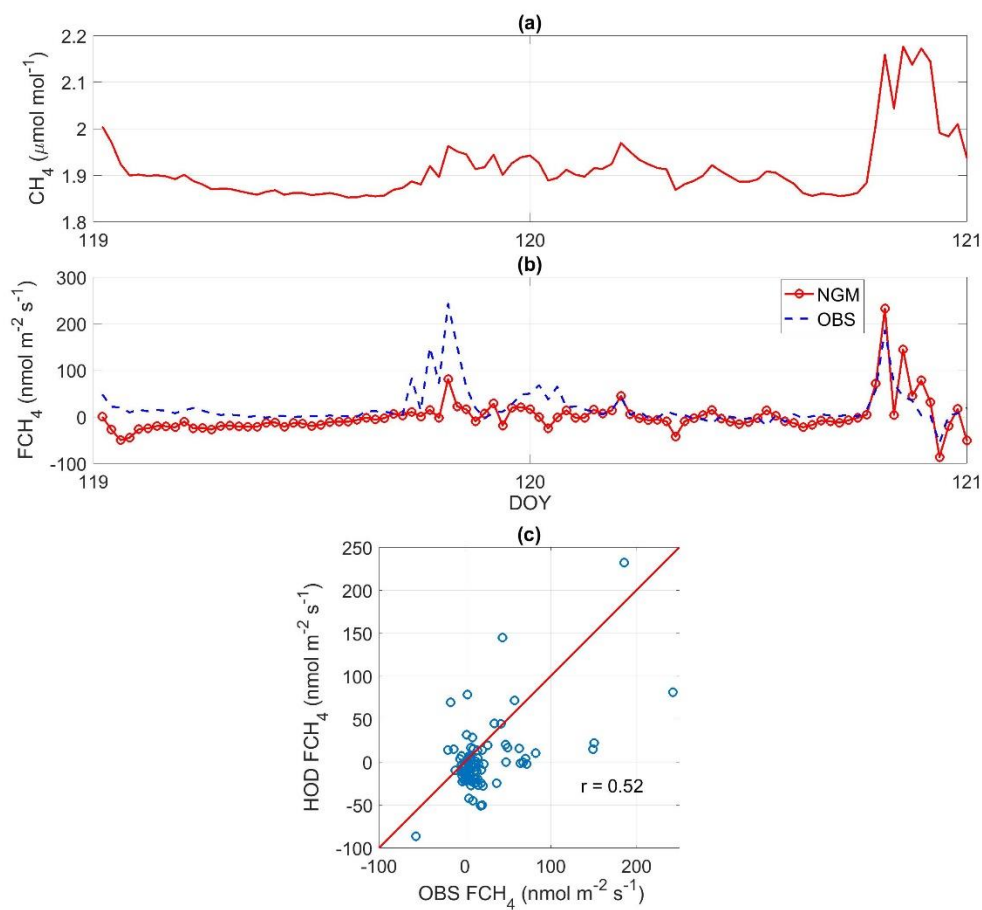 (a)
2.2
2.1
2
1.9
1.8
CH₄ (μmol mol⁻¹)
119
120
121
(b)
300
200
100
0
-100
FCH₄ (nmol m⁻² s⁻¹)
NGM
OBS
119
120
121
DOY
(c)
250
200
150
100
50
0
-50
-100
HOD FCH₄ (nmol m⁻² s⁻¹)
r = 0.52
-100
0
100
200
OBS FCH₄ (nmol m⁻² s⁻¹)